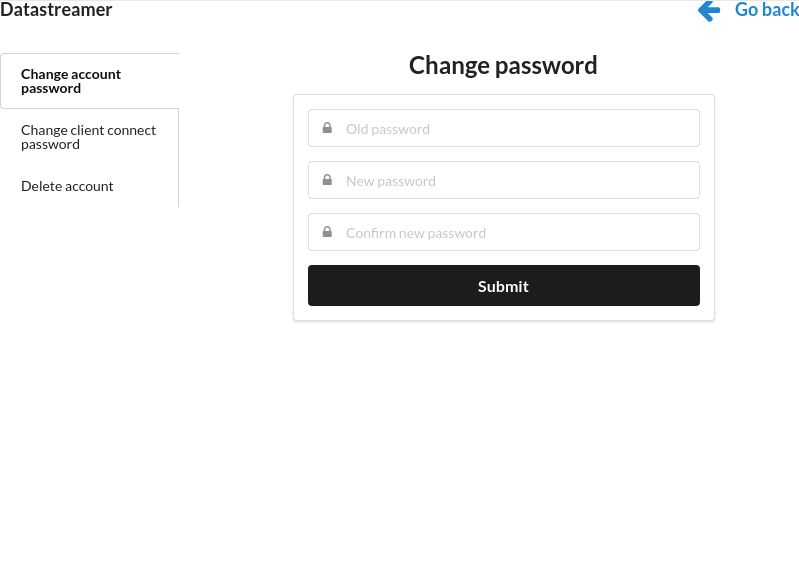 Datastreamer
Go back
Change account
password
Change client connect
password
Delete account
Change password
Old password
New password
Confirm new password
Submit